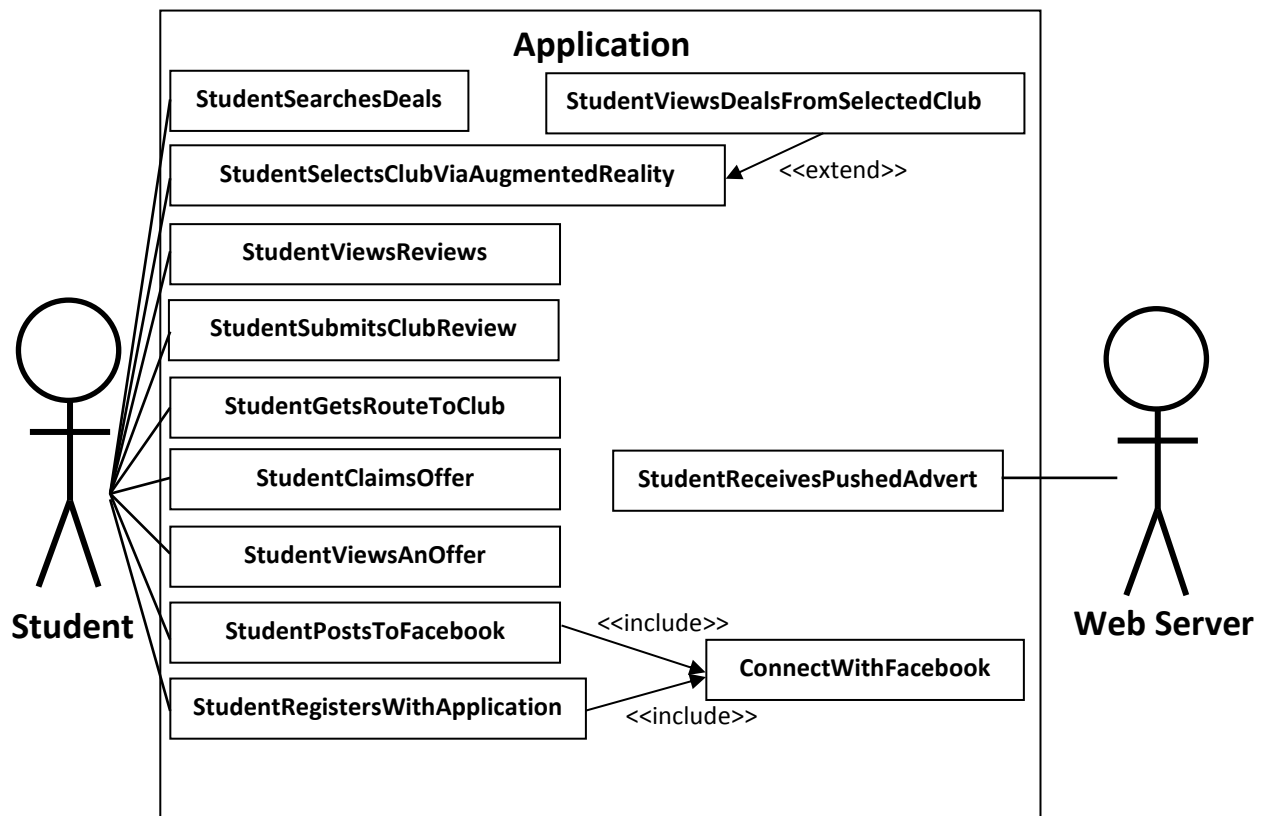 Application
StudentSearchesDeals
StudentViewsDealsFromSelectedClub
StudentSelectsClubViaAugmentedReality
<<extend>>
StudentViewsReviews
StudentSubmitsClubReview
StudentGetsRouteToClub
StudentClaimsOffer
StudentReceivesPushedAdvert
StudentViewsAnOffer
Student
StudentPostsToFacebook
<<include>>
Web Server
ConnectWithFacebook
StudentRegistersWithApplication
<<include>>